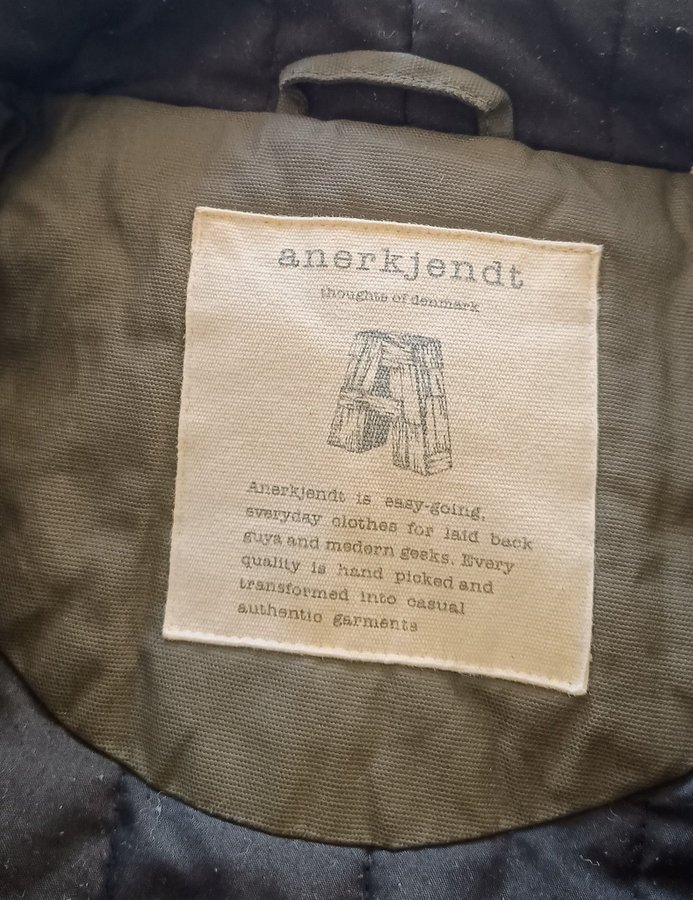 anerkjendt
thoughts of denmark
Anerkjendt is easy-going,
everyday clothes for laid back
guys and modern geeks. Every
quality is hand picked and
transformed into casual
authentic garments